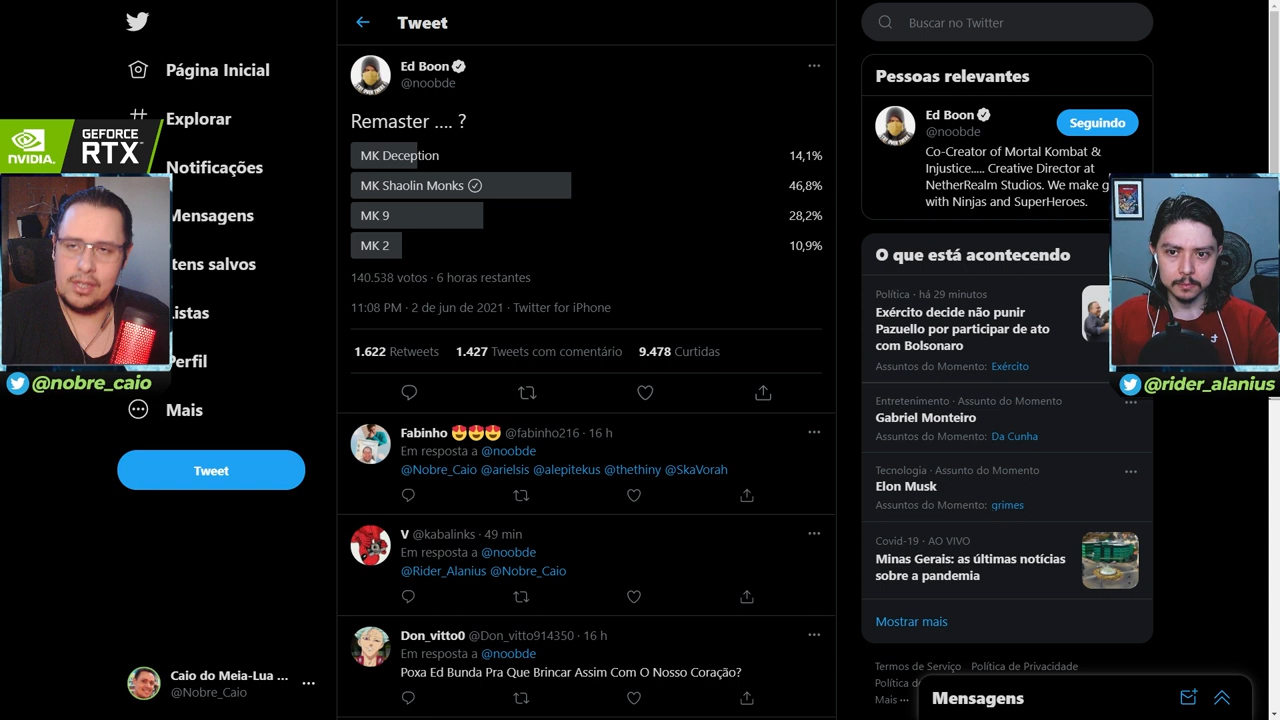 Página Inicial
Explorar
Notificações
Mensagens
tens salvos
istas
Perfil
Mais
Tweet
Caio do Meia-Lua ...
@Nobre_Caio
NVIDIA.
GEFORCE
RTX
@nobre_caio
Tweet
Ed Boon
@noobde
Remaster .... ?
MK Deception 14,1%
MK Shaolin Monks 46,8%
MK 9 28,2%
MK 2 10,9%
140.538 votos · 6 horas restantes
11:08 PM · 2 de jun de 2021 · Twitter for iPhone
1.622 Retweets 1.427 Tweets com comentário 9.478 Curtidas
Fabinho 😍😍😍 @fabinho216 · 16 h
Em resposta a @noobde
@Nobre_Caio @arielsis @alepitekus @thethiny @SkaVorah
V @kabalinks · 49 min
Em resposta a @noobde
@Rider_Alanius @Nobre_Caio
Don_vitto0 @Don_vitto914350 · 16 h
Em resposta a @noobde
Poxa Ed Bunda Pra Que Brincar Assim Com O Nosso Coração?
Buscar no Twitter
Pessoas relevantes
Ed Boon
@noobde
Seguindo
Co-Creator of Mortal Kombat &
Injustice..... Creative Director at
NetherRealm Studios. We make g
with Ninjas and SuperHeroes.
O que está acontecendo
Política · há 29 minutos
Exército decide não punir
Pazuello por participar de ato
com Bolsonaro
Assuntos do Momento: Exército
@rider_alanius
Entretenimento · Assunto do Momento
Gabriel Monteiro
Assuntos do Momento: Da Cunha
Tecnologia · Assunto do Momento
Elon Musk
Assuntos do Momento: grimes
Covid-19 · AO VIVO
Minas Gerais: as últimas notícias
sobre a pandemia
Mostrar mais
Termos de Serviço Política de Privacidade
Política d
Mais ···
Mensagens